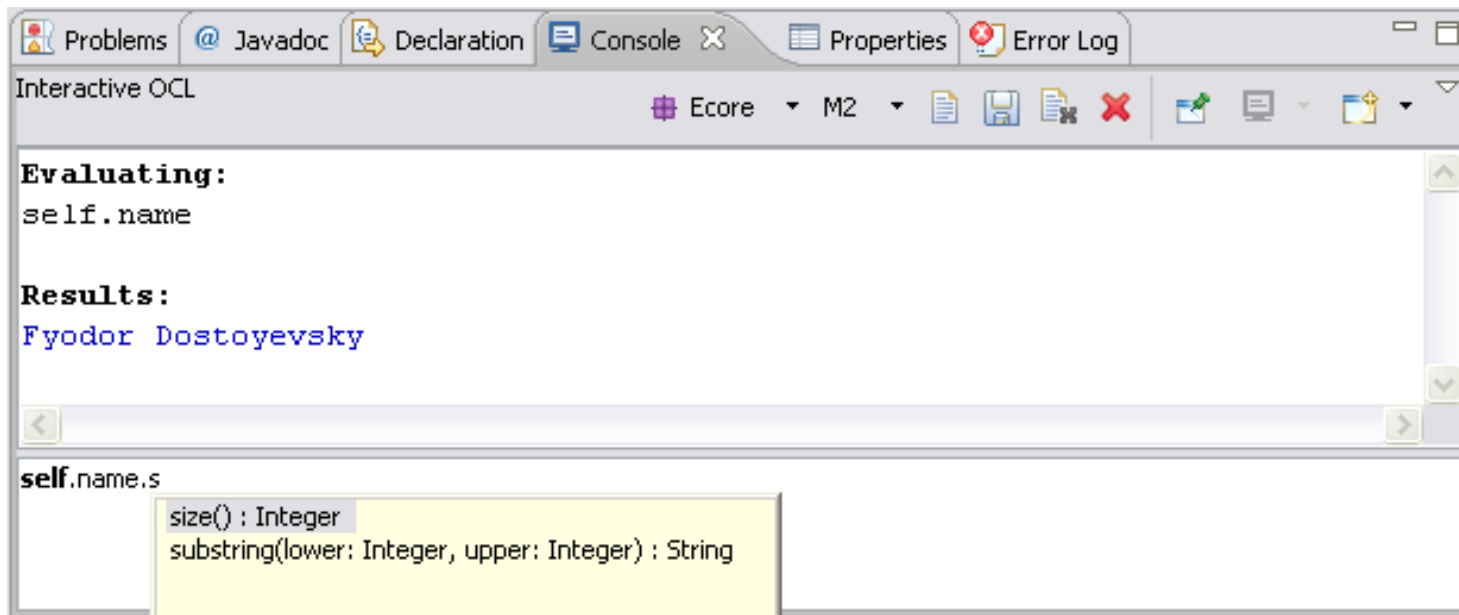 Problems @ Javadoc Declaration Console Properties Error Log
Interactive OCL
Ecore M2
Evaluating:
self.name
Results:
Fyodor Dostoyevsky
self.name.s
size() : Integer
substring(lower: Integer, upper: Integer) : String